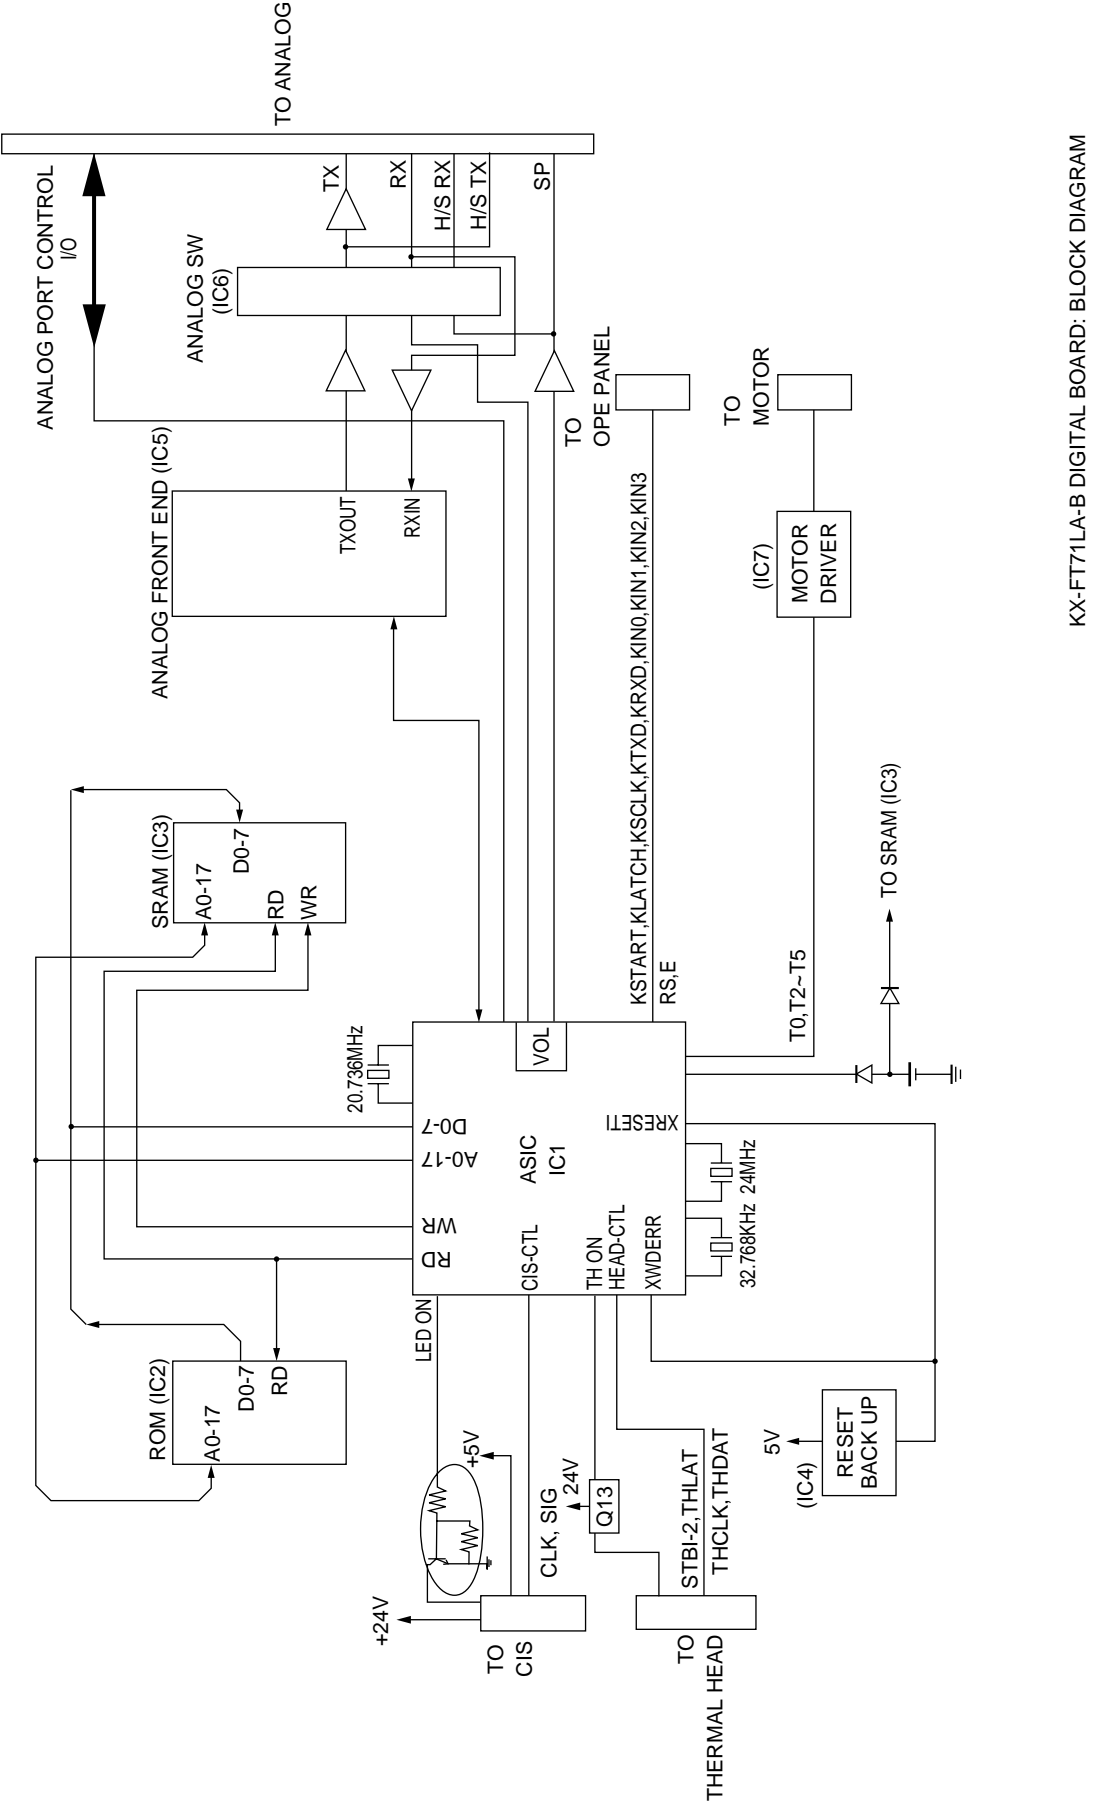 TO ANALOG
ANALOG PORT CONTROL
I/O
ANALOG SW
(IC6)
TX
RX
H/S RX
H/S TX
SP
ANALOG FRONT END (IC5)
TXOUT
RXIN
TO
OPE PANEL
TO
MOTOR
(IC7)
MOTOR
DRIVER
KSTART,KLATCH,KSCLK,KTXD,KRXD,KIN0,KIN1,KIN2,KIN3
RS,E
T0,T2~T5
TO SRAM (IC3)
SRAM (IC3)
A0-17
D0-7
RD
WR
20.736MHz
VOL
D0-7
A0-17
WR
RD
ASIC
IC1
XRESETI
CIS-CTL
TH ON
HEAD-CTL
XWDERR
24MHz
32.768KHz
LED ON
ROM (IC2)
A0-17
D0-7
RD
+5V
+24V
CLK, SIG
TO
CIS
24V
Q13
STBI-2,THLAT
THCLK,THDAT
TO
THERMAL HEAD
5V
(IC4)
RESET
BACK UP
KX-FT71LA-B DIGITAL BOARD: BLOCK DIAGRAM